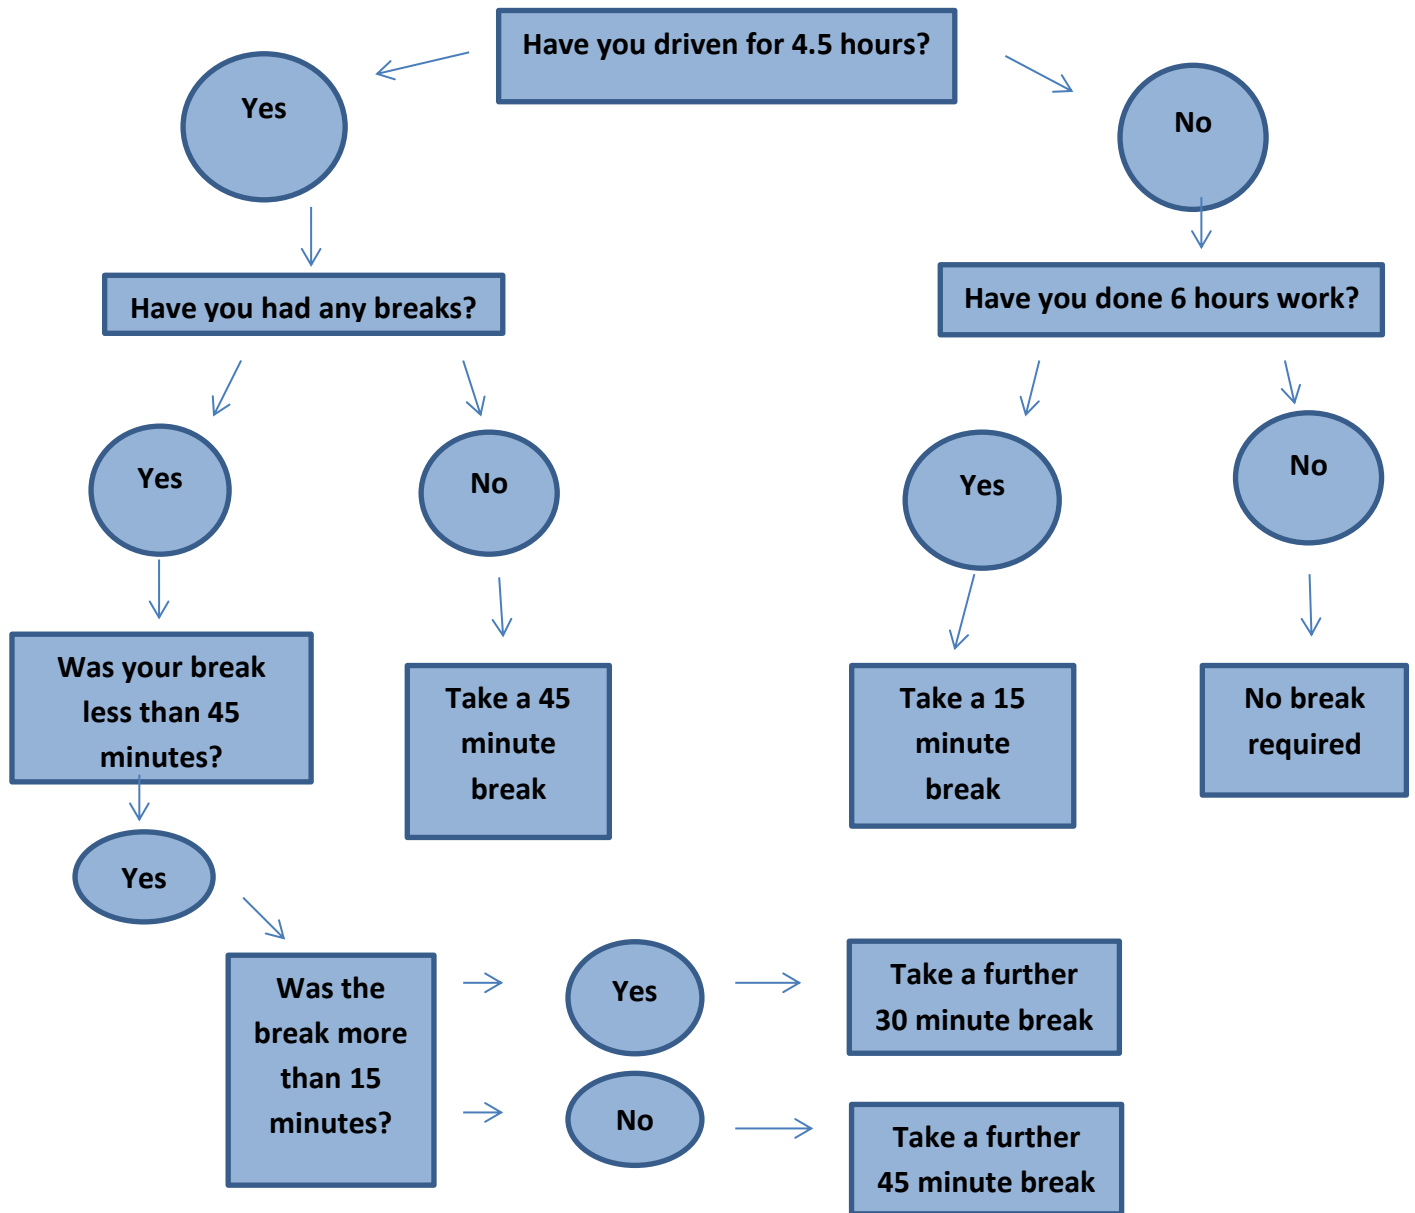 Have you driven for 4.5 hours?
Yes
No
Have you had any breaks?
Have you done 6 hours work?
Yes
No
Yes
No
Was your break
less than 45
minutes?
Take a 45
minute
break
Take a 15
minute
break
No break
required
Yes
Was the
break more
than 15
minutes?
Yes
Take a further
30 minute break
No
Take a further
45 minute break